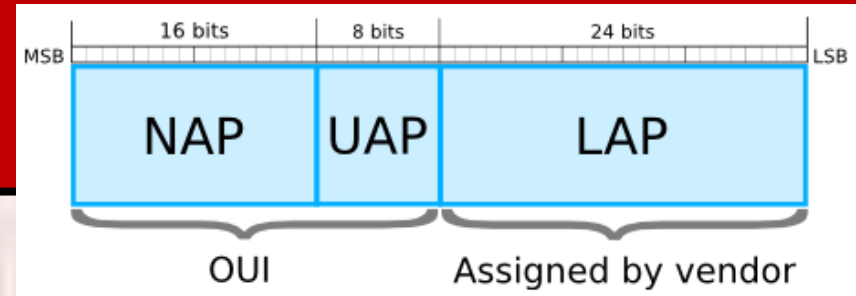 16 bits 8 bits 24 bits
MSB LSB
NAP UAP LAP
OUI Assigned by vendor